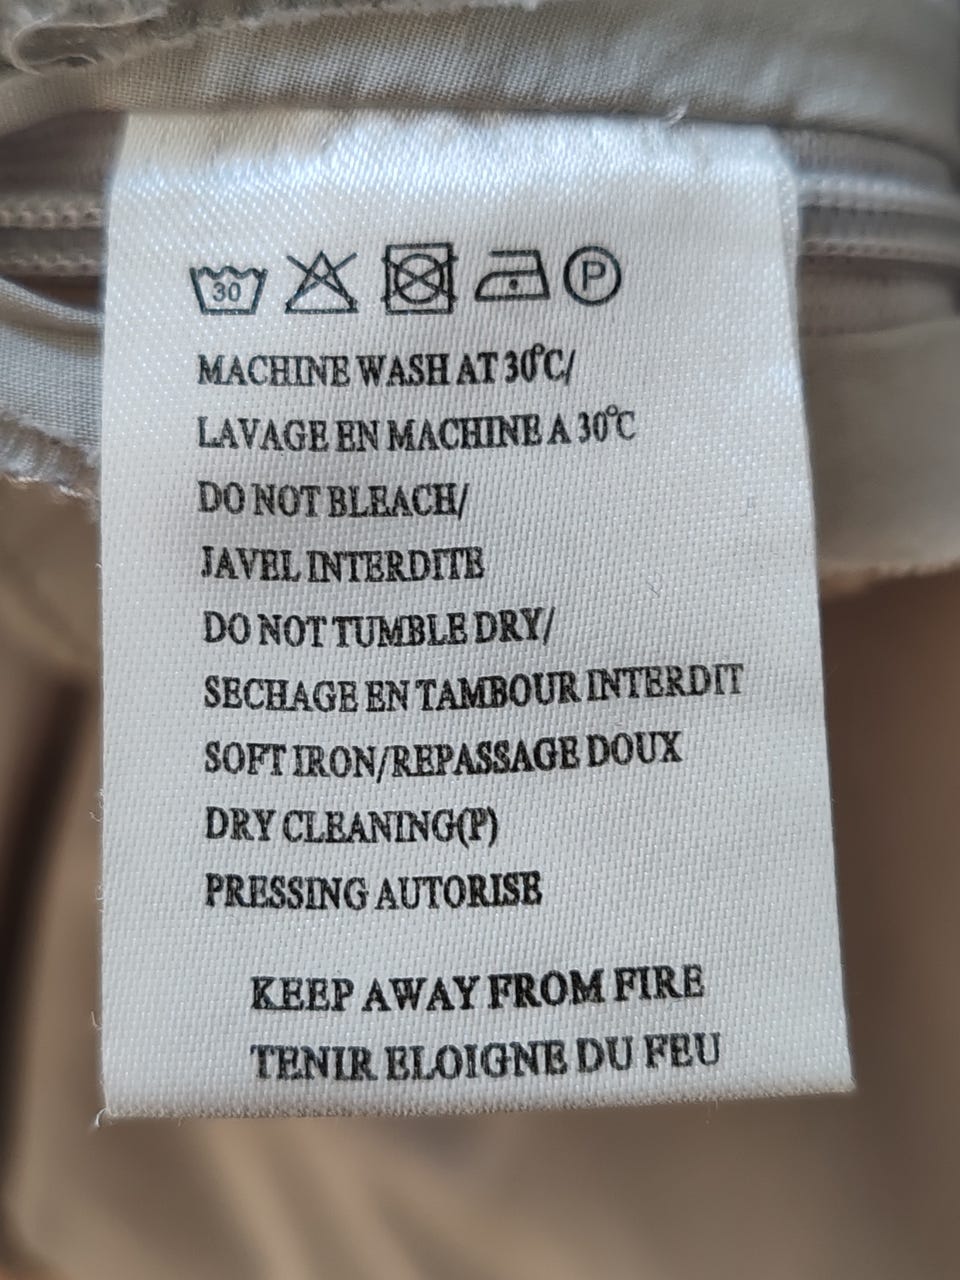 30 P
MACHINE WASH AT 30°C/
LAVAGE EN MACHINE A 30°C
DO NOT BLEACH/
JAVEL INTERDITE
DO NOT TUMBLE DRY/
SECHAGE EN TAMBOUR INTERDIT
SOFT IRON/REPASSAGE DOUX
DRY CLEANING(P)
PRESSING AUTORISE
KEEP AWAY FROM FIRE
TENIR ELOIGNE DU FEU